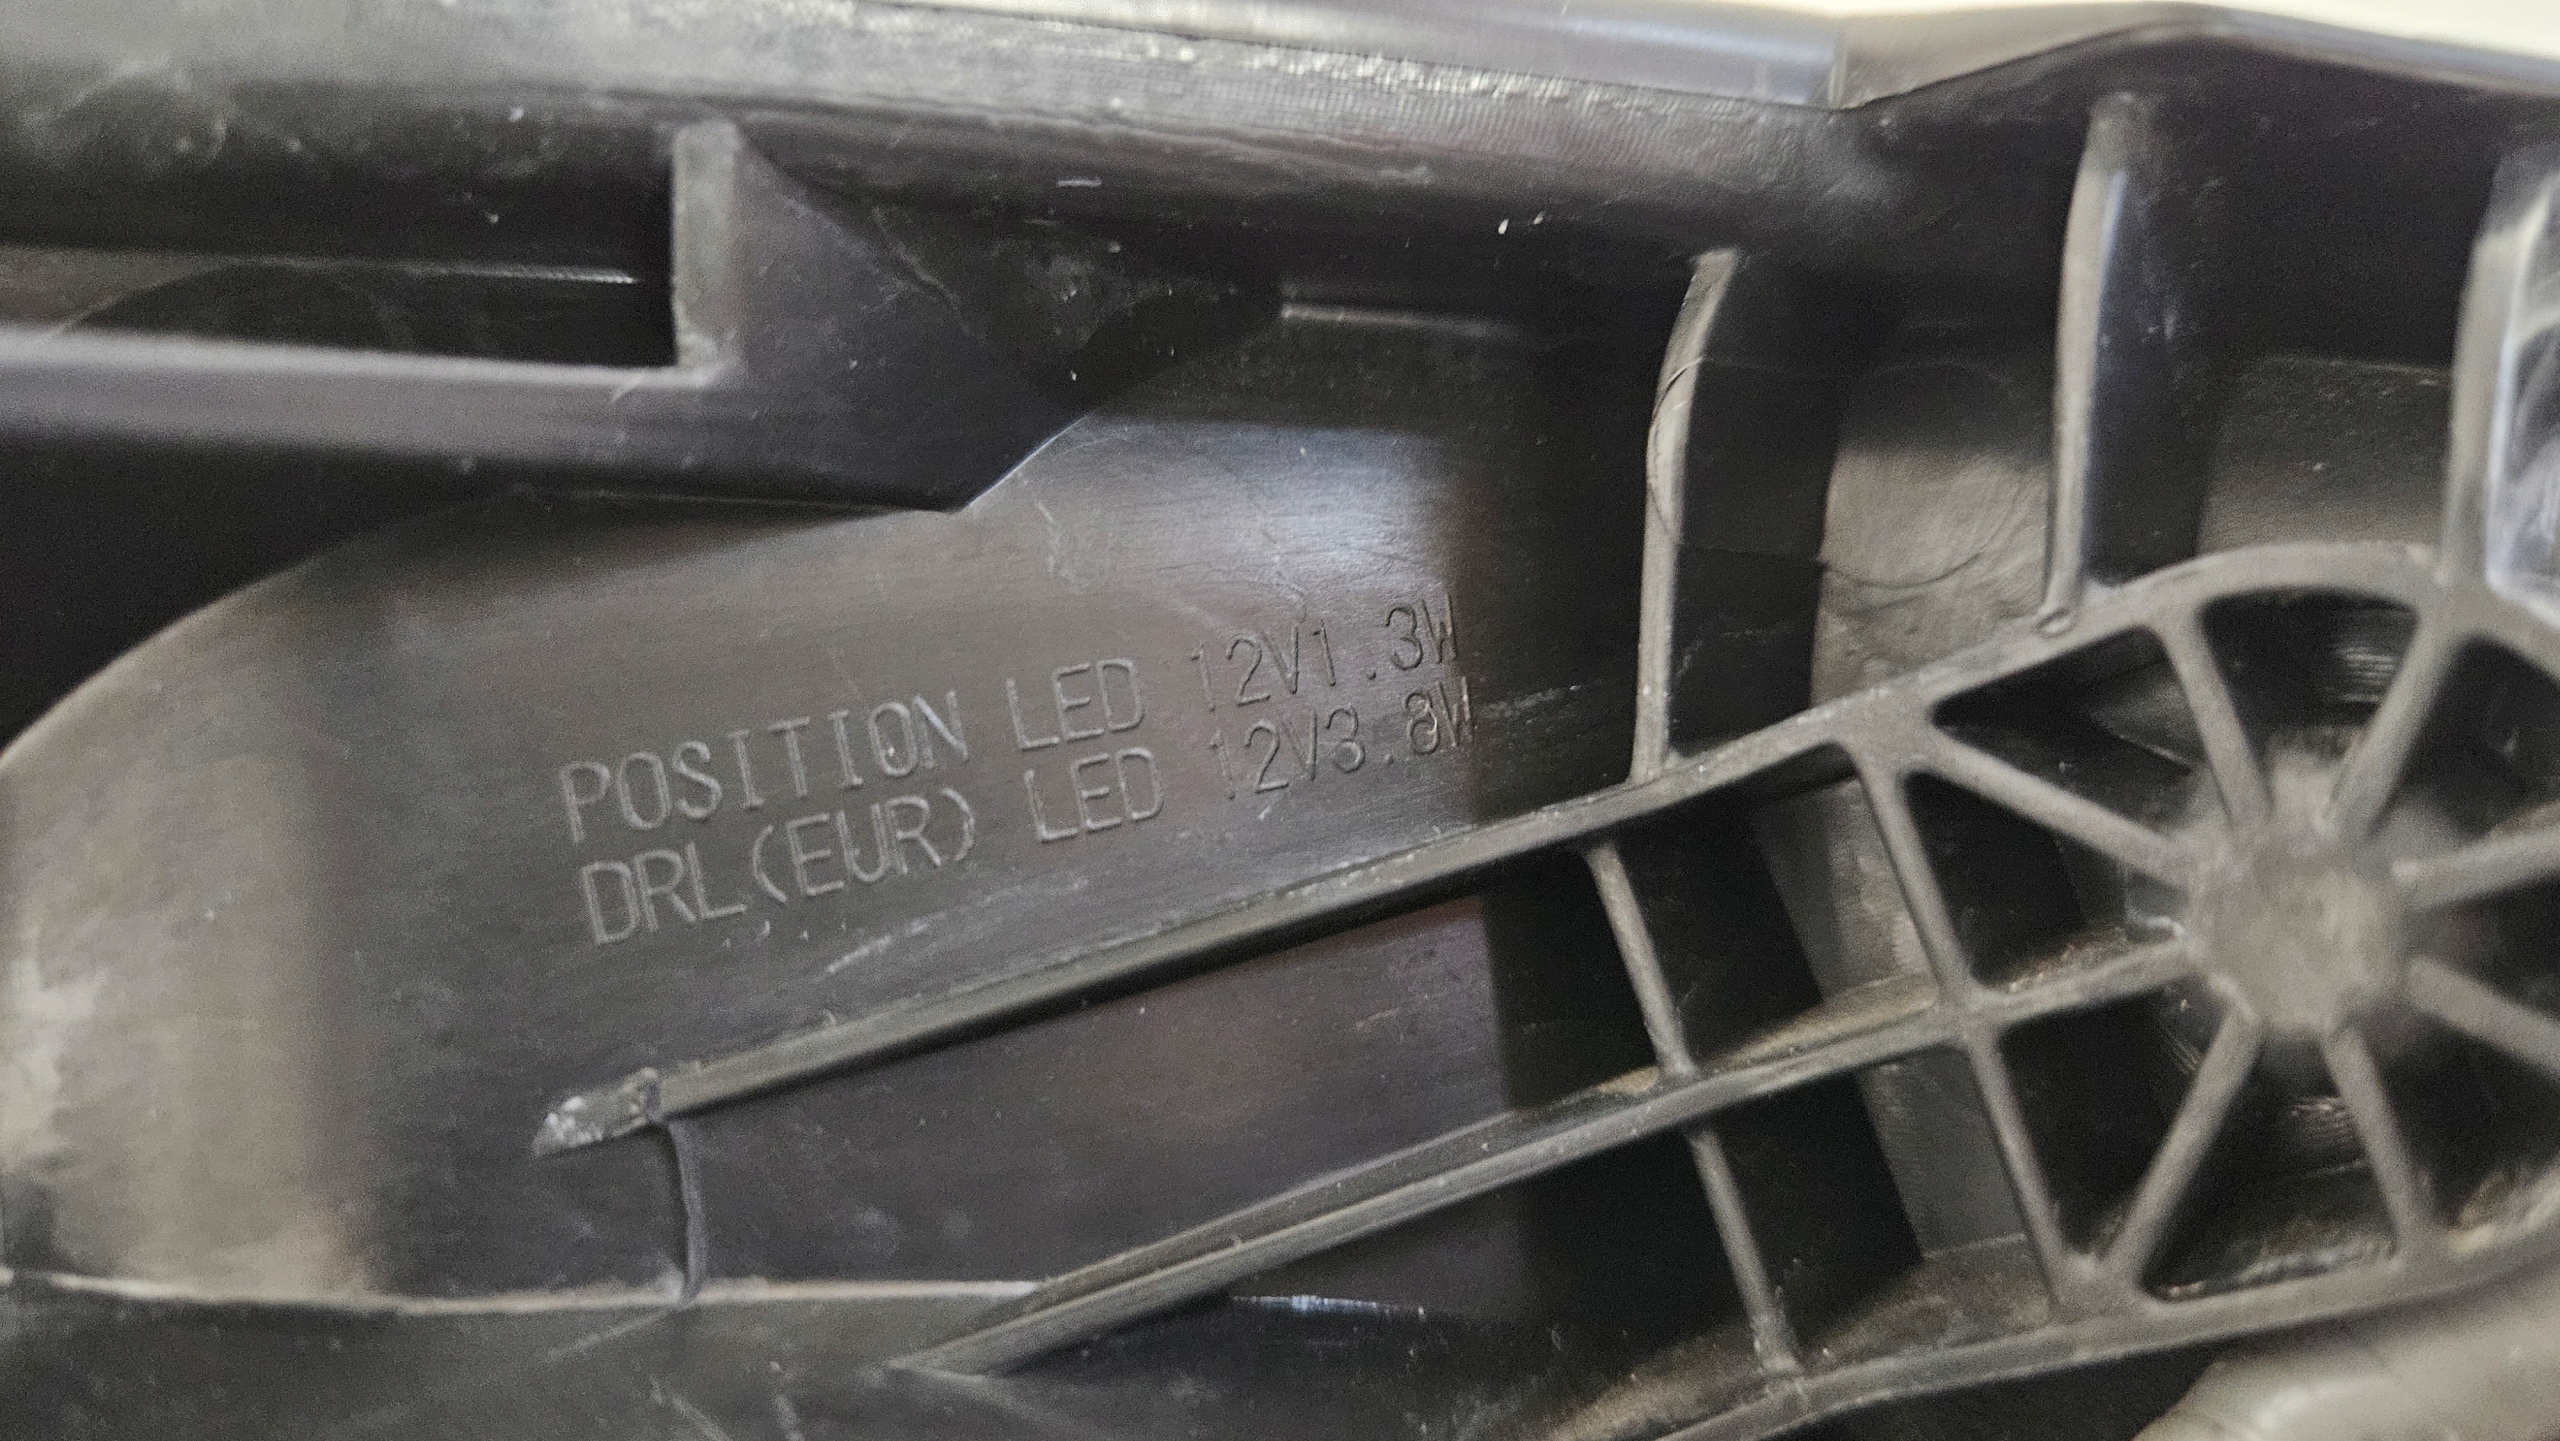 POSITION LED 12V1.3W
DRL(EUR) LED 12V3.8W